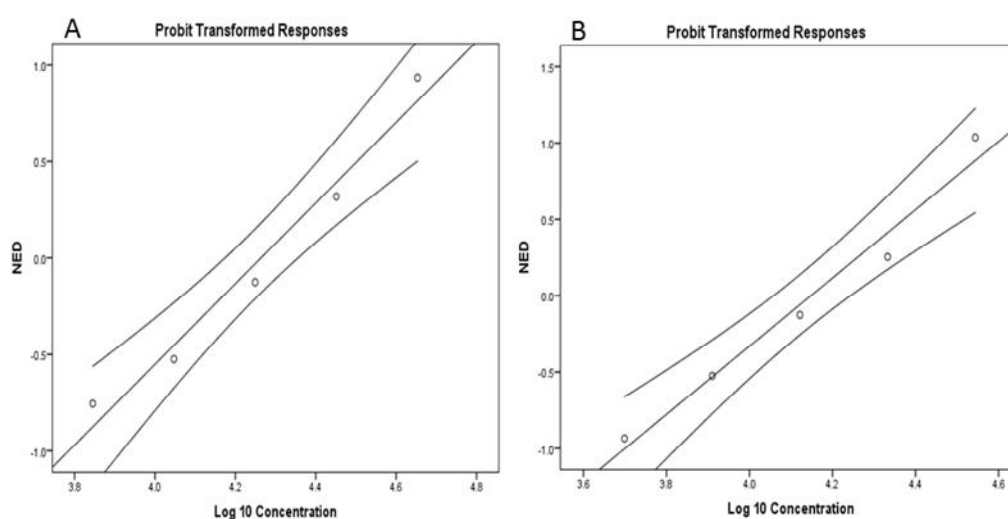 A
Probit Transformed Responses
1.0
0.5
0.0
-0.5
-1.0
NED
3.8 4.0 4.2 4.4 4.6 4.8
Log 10 Concentration
B
Probit Transformed Responses
1.5
1.0
0.5
0.0
-0.5
-1.0
NED
3.6 3.8 4.0 4.2 4.4 4.6
Log 10 Concentration